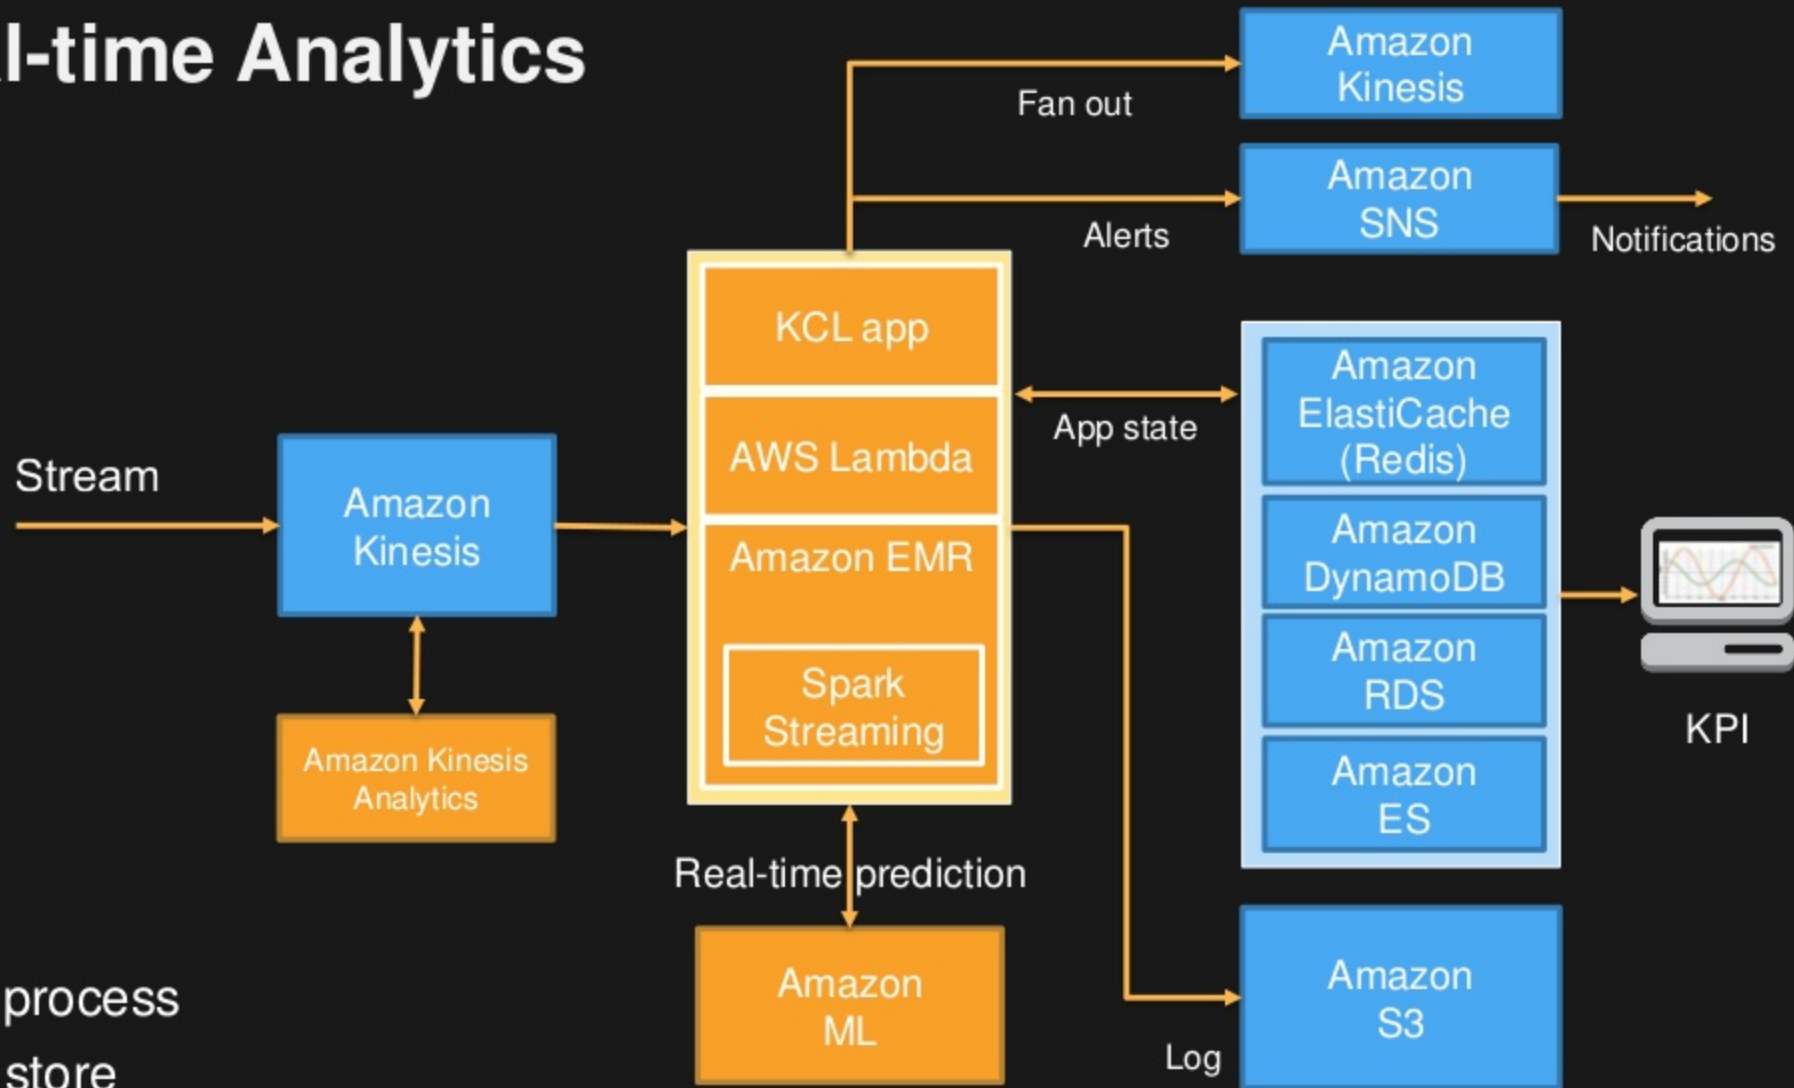 l-time Analytics
Amazon
Kinesis
Fan out
Amazon
SNS
Alerts
Notifications
KCL app
AWS Lambda
Amazon EMR
Spark
Streaming
App state
Amazon
ElastiCache
(Redis)
Amazon
DynamoDB
Amazon
RDS
Amazon
ES
KPI
Stream
Amazon
Kinesis
Amazon Kinesis
Analytics
Real-time prediction
Amazon
ML
Amazon
S3
Log
process
store